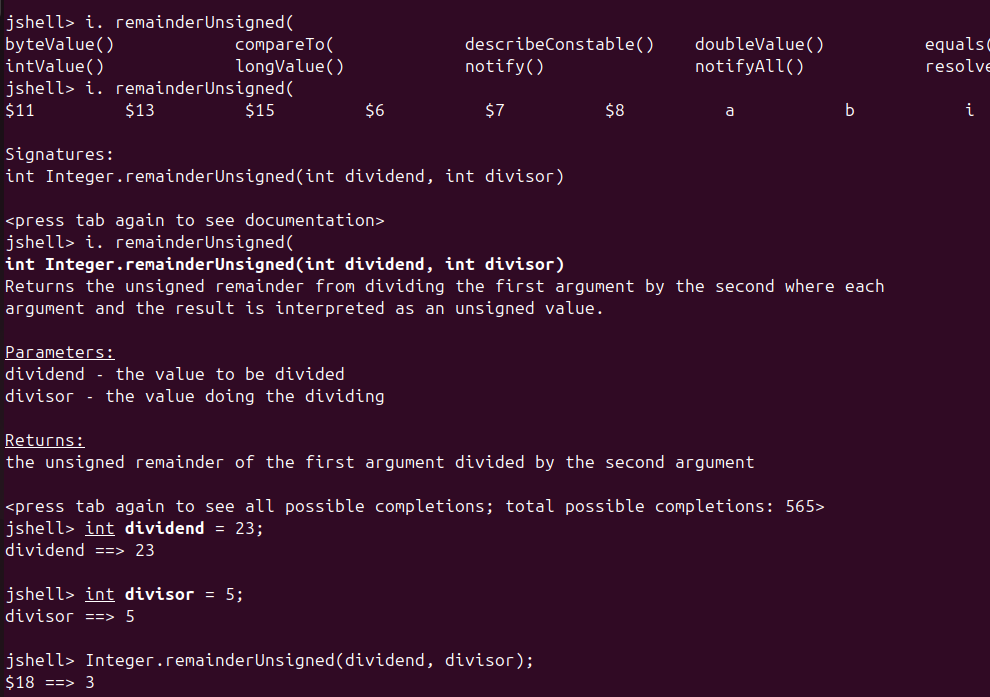 jshell> i. remainderUnsigned(
byteValue() compareTo( describeConstable() doubleValue() equals(
intValue() longValue() notify() notifyAll() resolve
jshell> i. remainderUnsigned(
$11 $13 $15 $6 $7 $8 a b i
Signatures:
int Integer.remainderUnsigned(int dividend, int divisor)
<press tab again to see documentation>
jshell> i. remainderUnsigned(
int Integer.remainderUnsigned(int dividend, int divisor)
Returns the unsigned remainder from dividing the first argument by the second where each
argument and the result is interpreted as an unsigned value.
Parameters:
dividend - the value to be divided
divisor - the value doing the dividing
Returns:
the unsigned remainder of the first argument divided by the second argument
<press tab again to see all possible completions; total possible completions: 565>
jshell> int dividend = 23;
dividend ==> 23
jshell> int divisor = 5;
divisor ==> 5
jshell> Integer.remainderUnsigned(dividend, divisor);
$18 ==> 3